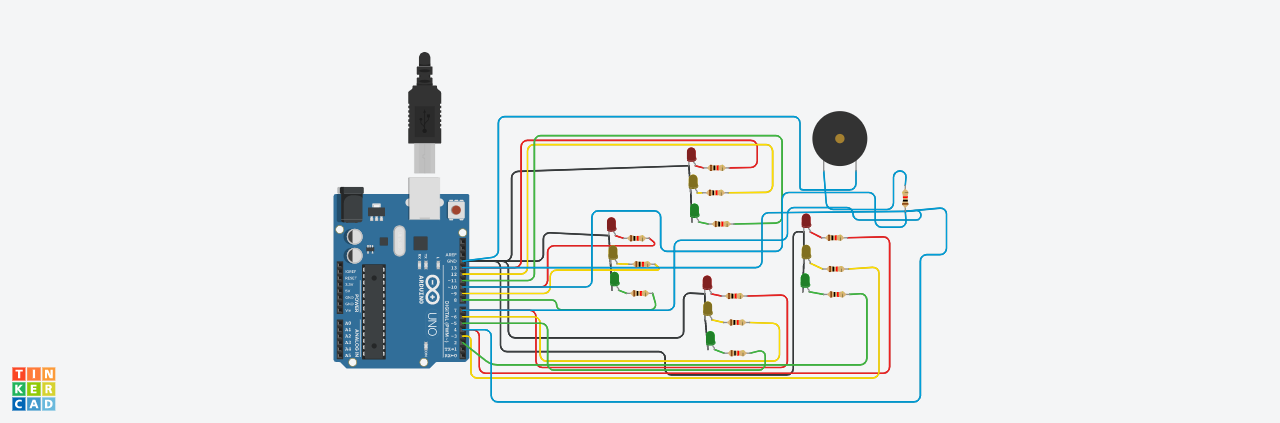 AREF
GND
13
12
~11
~10
~9
8
7
~6
~5
4
~3
2
TX→1
RX←0
DIGITAL (PWM~)
ARDUINO
UNO
IOREF
RESET
3.3V
5V
GND
GND
Vin
POWER
A0
A1
A2
A3
A4
A5
ANALOG IN
TIN
KER
CAD